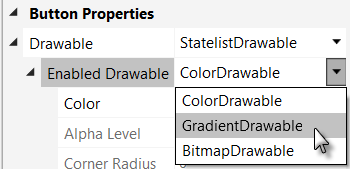 Button Properties
Drawable StatelistDrawable
Enabled Drawable ColorDrawable
Color ColorDrawable
Alpha Level GradientDrawable
Corner Radius BitmapDrawable